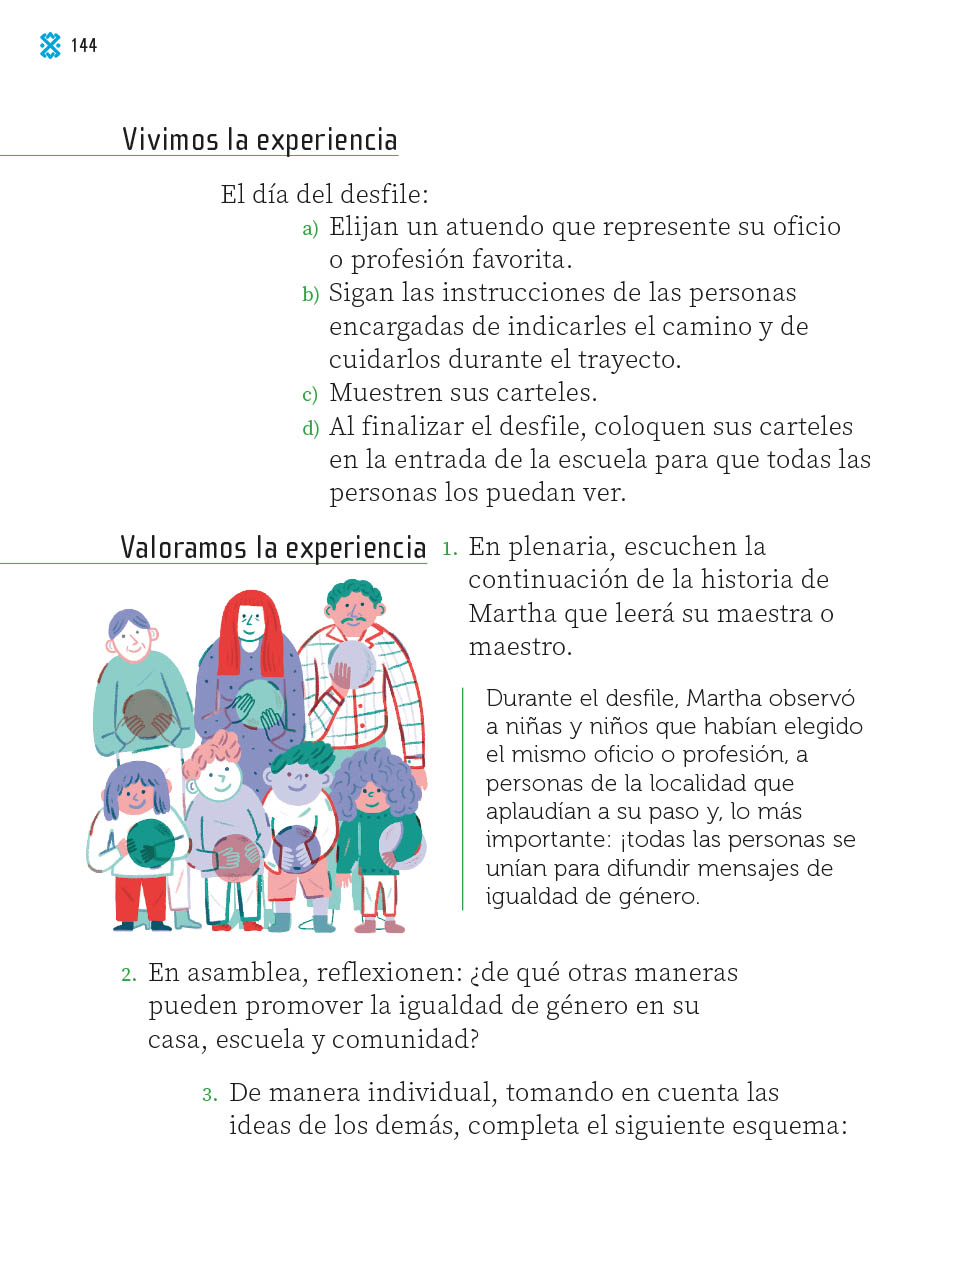 144
Vivimos la experiencia
El día del desfile:
a) Elijan un atuendo que represente su oficio
o profesión favorita.
b) Sigan las instrucciones de las personas
encargadas de indicarles el camino y de
cuidarlos durante el trayecto.
c) Muestren sus carteles.
d) Al finalizar el desfile, coloquen sus carteles
en la entrada de la escuela para que todas las
personas los puedan ver.
Valoramos la experiencia
1. En plenaria, escuchen la
continuación de la historia de
Martha que leerá su maestra o
maestro.
Durante el desfile, Martha observó
a niñas y niños que habían elegido
el mismo oficio o profesión, a
personas de la localidad que
aplaudían a su paso y, lo más
importante: ¡todas las personas se
unían para difundir mensajes de
igualdad de género.
2. En asamblea, reflexionen: ¿de qué otras maneras
pueden promover la igualdad de género en su
casa, escuela y comunidad?
3. De manera individual, tomando en cuenta las
ideas de los demás, completa el siguiente esquema: